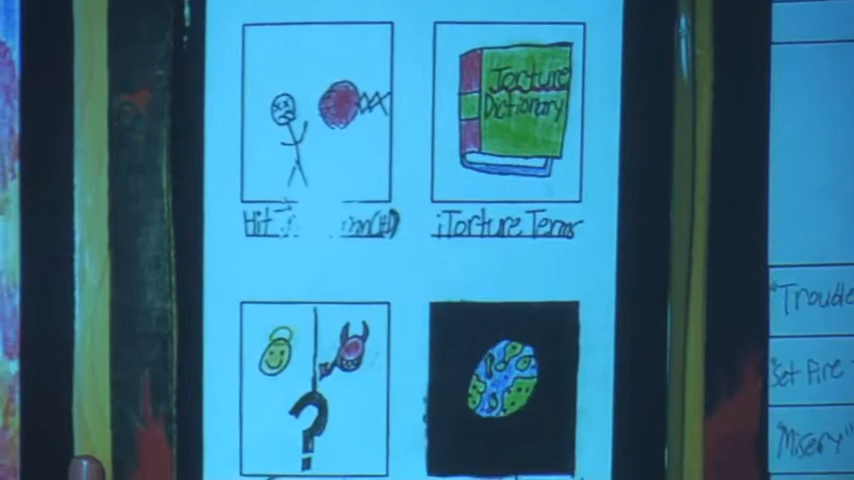 Torture
Dictionary
Hit
iTorture Terms
?
"Trouble
Set Fire
"Misery"